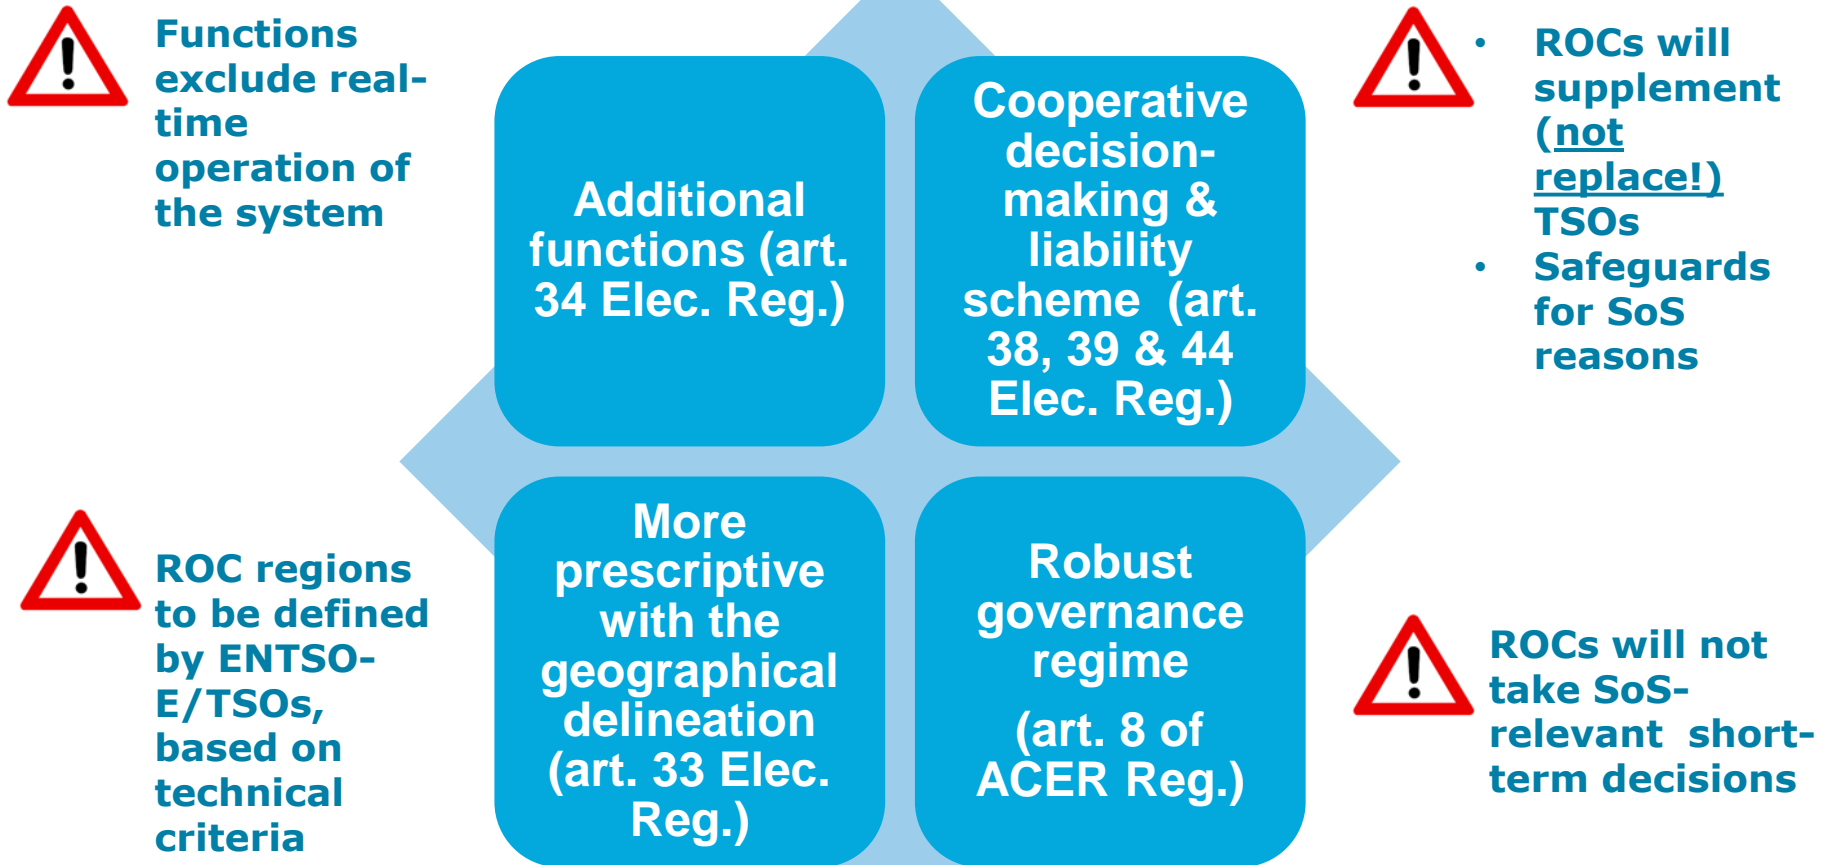 Functions
exclude real-
time
operation of
the system
Additional
functions (art.
34 Elec. Reg.)
Cooperative
decision-
making &
liability
scheme (art.
38, 39 & 44
Elec. Reg.)
• ROCs will
supplement
(not
replace!)
TSOs
• Safeguards
for SoS
reasons
ROC regions
to be defined
by ENTSO-
E/TSOs,
based on
technical
criteria
More
prescriptive
with the
geographical
delineation
(art. 33 Elec.
Reg.)
Robust
governance
regime
(art. 8 of
ACER Reg.)
ROCs will not
take SoS-
relevant short-
term decisions